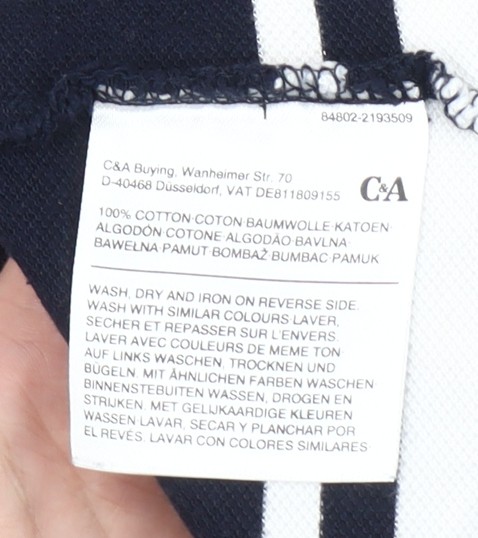 84802-2193509
C&A Buying, Wanheimer Str. 70
D-40468 Düsseldorf, VAT DE811809155
C&A
100% COTTON·COTON·BAUMWOLLE·KATOEN·
ALGODÓN·COTONE·ALGODÃO·BAVLNA·
BAWEŁNA·PAMUT·BOMBAŽ·BUMBAC·PAMUK
WASH, DRY AND IRON ON REVERSE SIDE.
WASH WITH SIMILAR COLOURS·LAVER,
SECHER ET REPASSER SUR L'ENVERS.
LAVER AVEC COULEURS DE MEME TON·
AUF LINKS WASCHEN, TROCKNEN UND
BÜGELN. MIT ÄHNLICHEN FARBEN WASCHEN·
BINNENSTEBUITEN WASSEN, DROGEN EN
STRIJKEN. MET GELIJKAARDIGE KLEUREN
WASSEN·LAVAR, SECAR Y PLANCHAR POR
EL REVÉS. LAVAR CON COLORES SIMILARES·